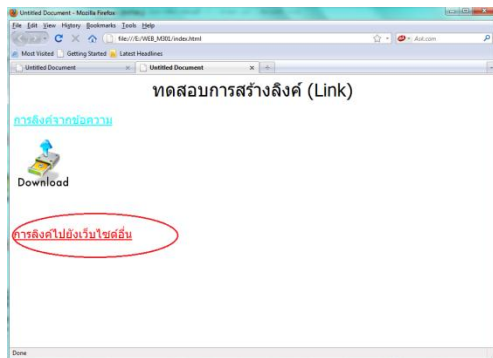 Untitled Document - Mozilla Firefox
File Edit View History Bookmarks Tools Help
file:///E:/WEB_M301/index.html
Ask.com
Most Visited Getting Started Latest Headlines
Untitled Document Untitled Document
ทดสอบการสร้างลิงค์ (Link)
การลิงค์จากข้อความ
Download
การลิงค์ไปยังเว็บไซต์อื่น
Done